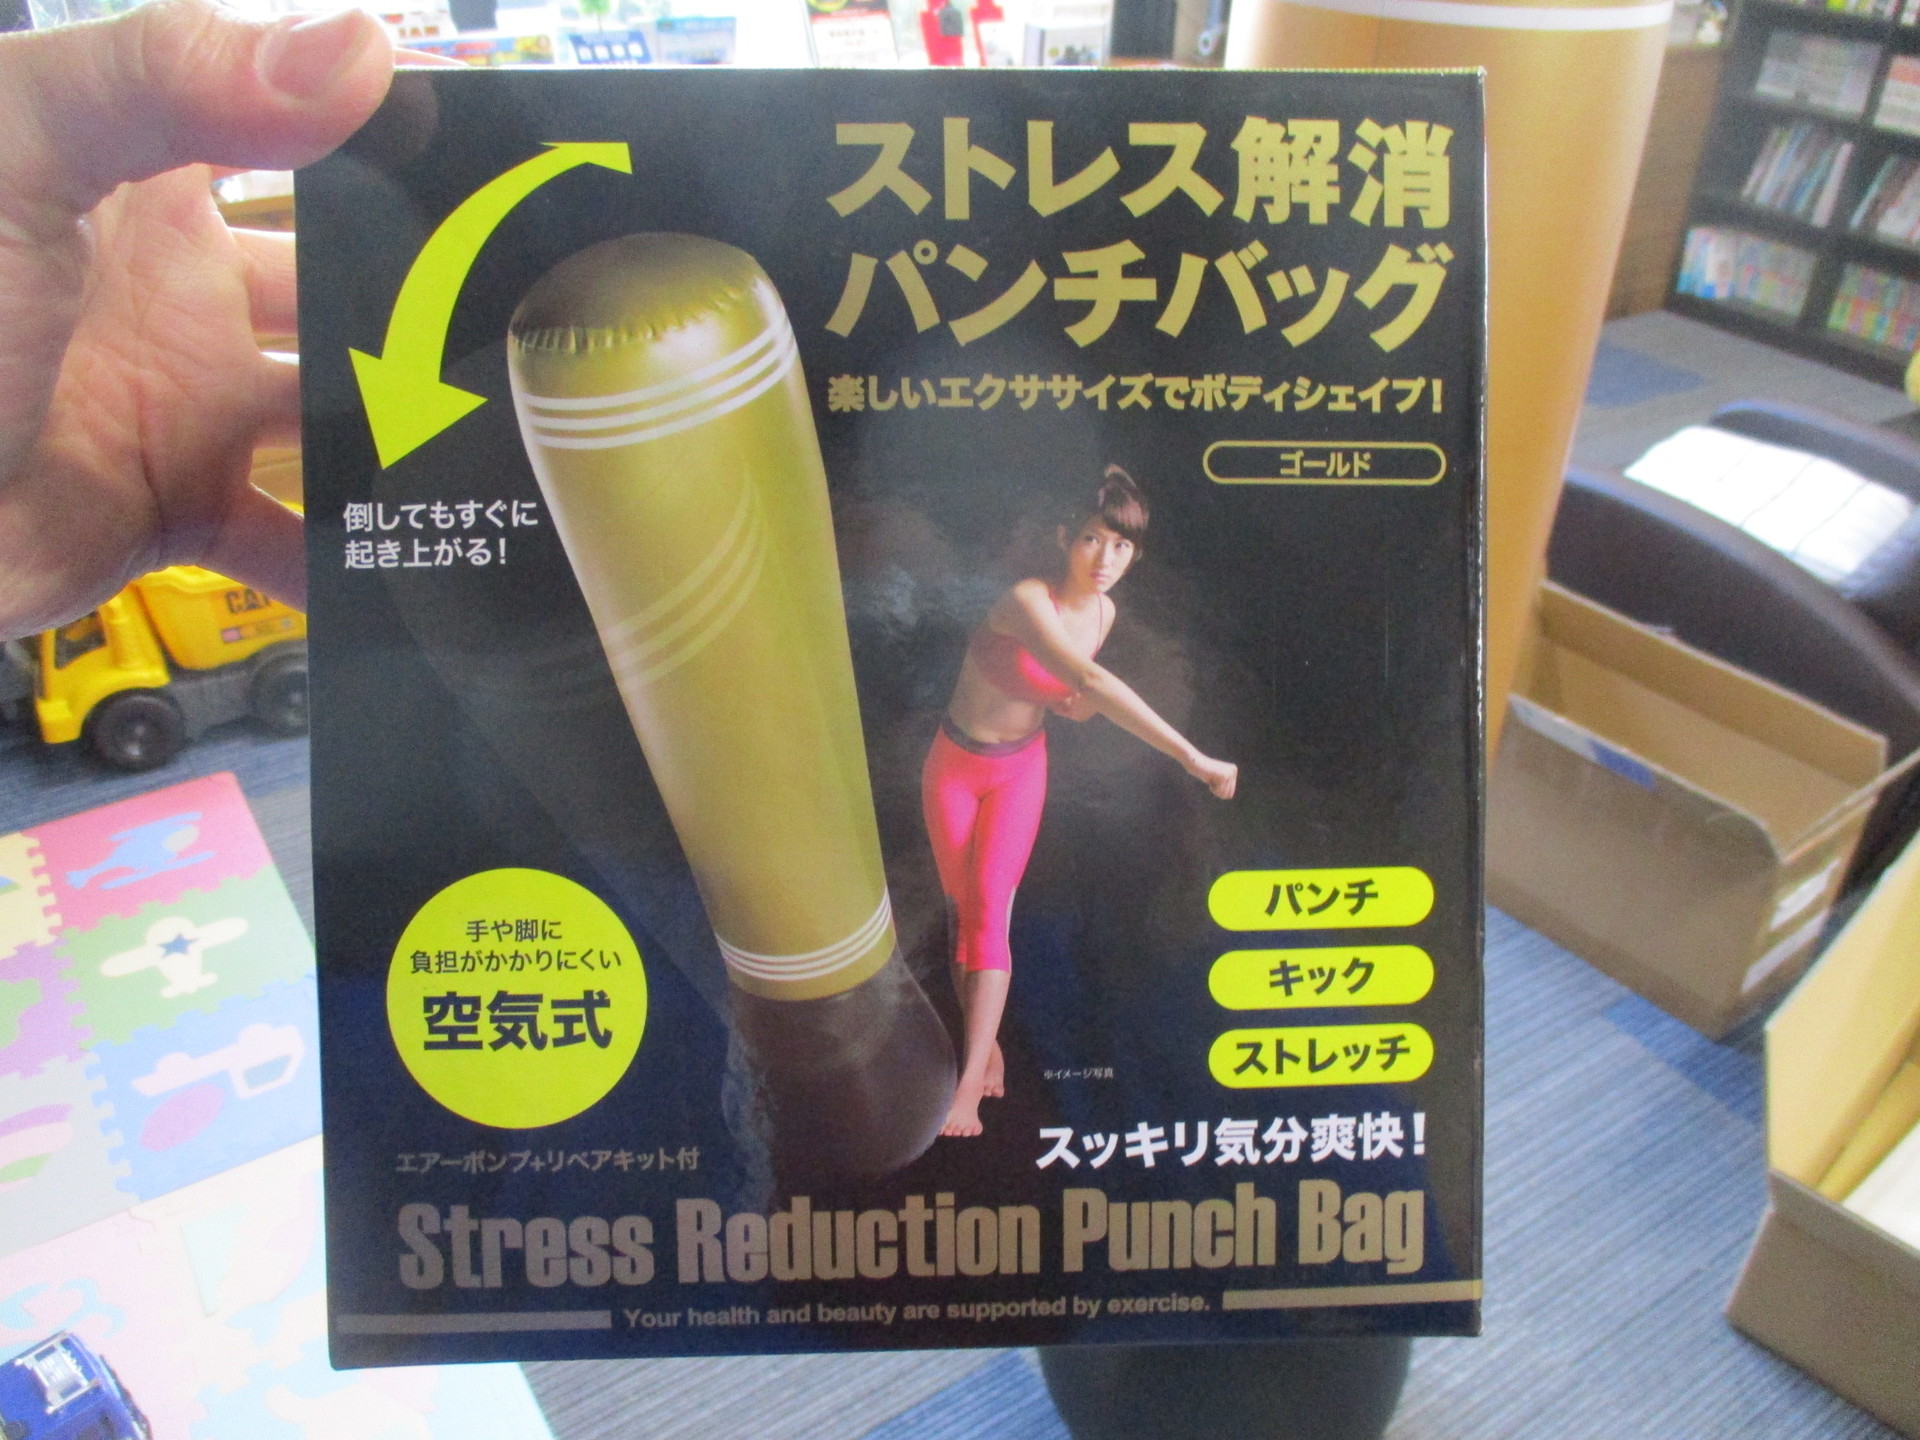 ストレス解消
パンチバッグ
楽しいエクササイズでボディシェイプ!
ゴールド
倒してもすぐに
起き上がる!
CAT
手や脚に
負担がかかりにくい
空気式
パンチ
キック
ストレッチ
※イメージ写真
スッキリ気分爽快!
エアーポンプ+リペアキット付
Stress Reduction Punch Bag
Your health and beauty are supported by exercise.